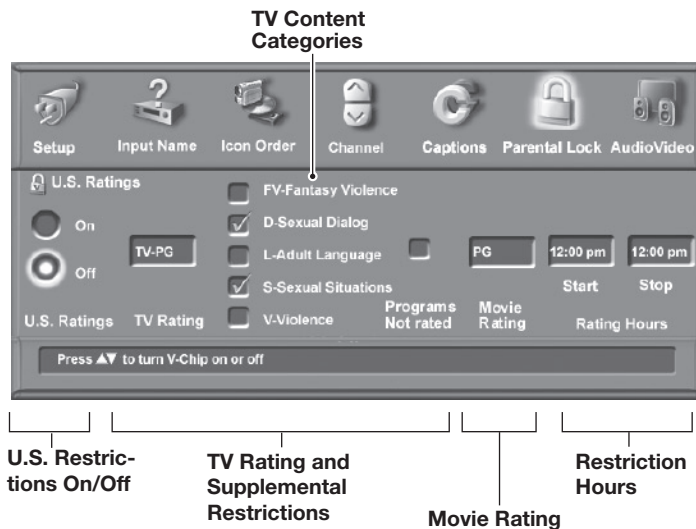 TV Content
Categories
Setup
Input Name
Icon Order
Channel
Captions
Parental Lock
AudioVideo
U.S. Ratings
On
Off
U.S. Ratings
TV-PG
TV Rating
FV-Fantasy Violence
D-Sexual Dialog
L-Adult Language
S-Sexual Situations
V-Violence
Programs
Not rated
PG
Movie
Rating
12:00 pm
12:00 pm
Start
Stop
Rating Hours
Press ▲▼ to turn V-Chip on or off
U.S. Restric-
tions On/Off
TV Rating and
Supplemental
Restrictions
Movie Rating
Restriction
Hours